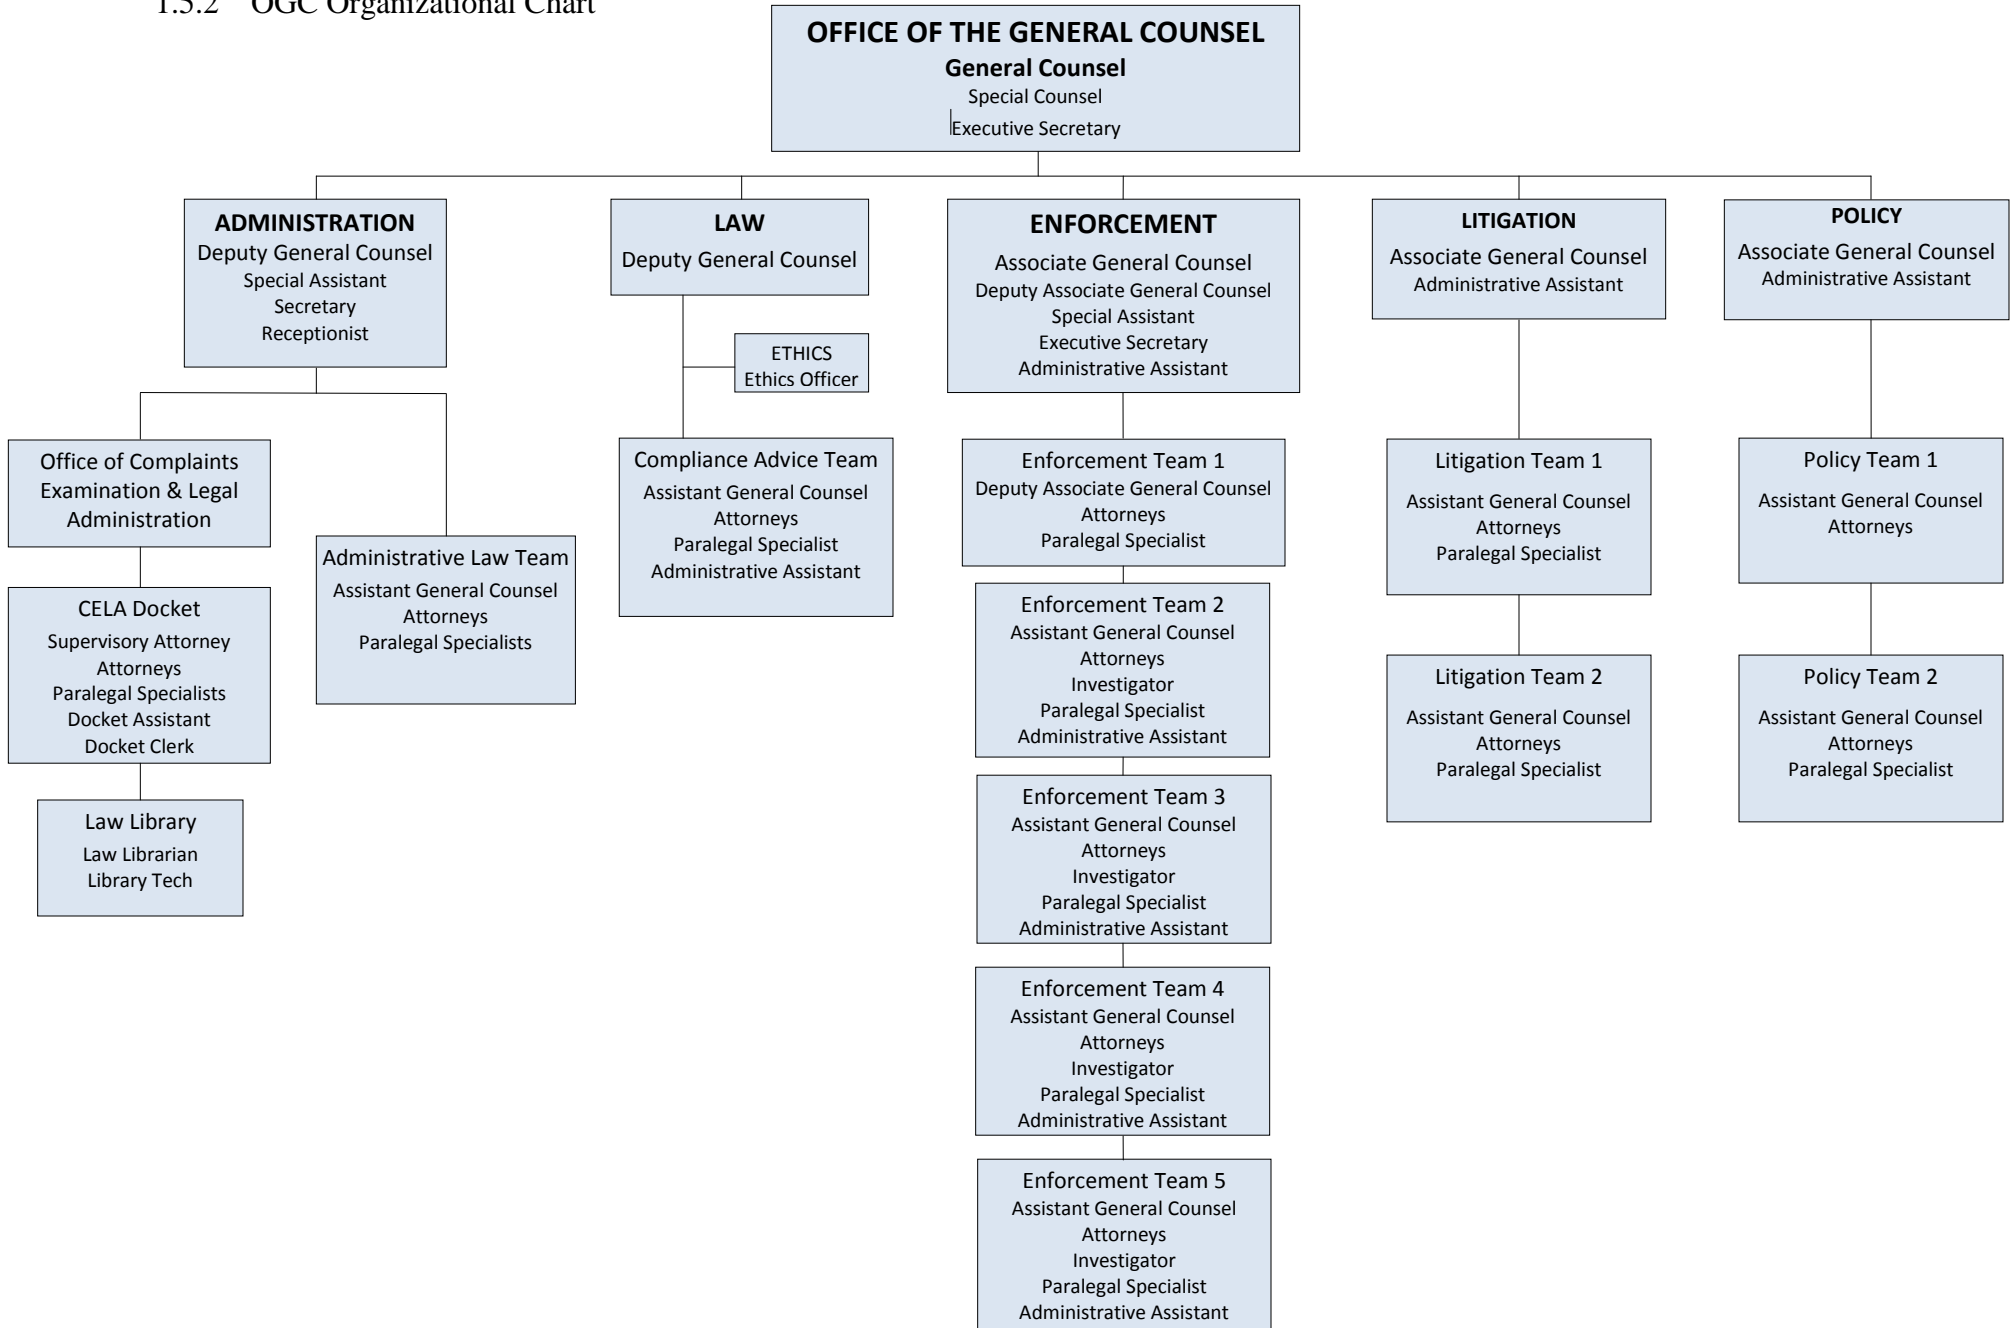 1.5.2 OGC Organizational Chart
OFFICE OF THE GENERAL COUNSEL
General Counsel
Special Counsel
Executive Secretary
ADMINISTRATION
Deputy General Counsel
Special Assistant
Secretary
Receptionist
Office of Complaints
Examination & Legal
Administration
CELA Docket
Supervisory Attorney
Attorneys
Paralegal Specialists
Docket Assistant
Docket Clerk
Law Library
Law Librarian
Library Tech
Administrative Law Team
Assistant General Counsel
Attorneys
Paralegal Specialists
LAW
Deputy General Counsel
ETHICS
Ethics Officer
Compliance Advice Team
Assistant General Counsel
Attorneys
Paralegal Specialist
Administrative Assistant
ENFORCEMENT
Associate General Counsel
Deputy Associate General Counsel
Special Assistant
Executive Secretary
Administrative Assistant
Enforcement Team 1
Deputy Associate General Counsel
Attorneys
Paralegal Specialist
Enforcement Team 2
Assistant General Counsel
Attorneys
Investigator
Paralegal Specialist
Administrative Assistant
Enforcement Team 3
Assistant General Counsel
Attorneys
Investigator
Paralegal Specialist
Administrative Assistant
Enforcement Team 4
Assistant General Counsel
Attorneys
Investigator
Paralegal Specialist
Administrative Assistant
Enforcement Team 5
Assistant General Counsel
Attorneys
Investigator
Paralegal Specialist
Administrative Assistant
LITIGATION
Associate General Counsel
Administrative Assistant
Litigation Team 1
Assistant General Counsel
Attorneys
Paralegal Specialist
Litigation Team 2
Assistant General Counsel
Attorneys
Paralegal Specialist
POLICY
Associate General Counsel
Administrative Assistant
Policy Team 1
Assistant General Counsel
Attorneys
Policy Team 2
Assistant General Counsel
Attorneys
Paralegal Specialist